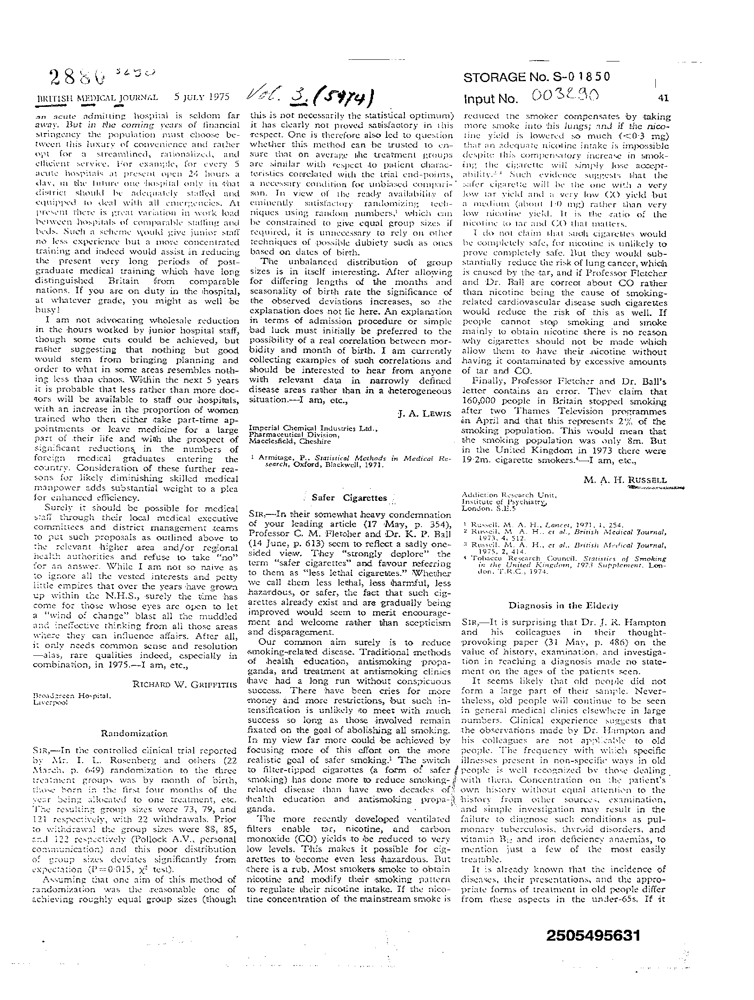 2880 5690
BRITISH MEDICAL JOURNAL 5 JULY 1975
Vol. 3, (5974)
STORAGE No. S-01850
Input No. 003290 41
an acute admitting hospital is seldom far
away. But in the coming years of financial
stringency the population must choose be-
tween this luxury of convenience and rather
opt for a streamlined, rationalized, and
efficient service. For example, for every 5
acute hospitals at present open 24 hours a
day, in the future one hospital only in that
district should be adequately staffed and
equipped to deal with all emergencies. At
present there is great variation in work load
between hospitals of comparable staffing and
beds. Such a scheme would give junior staff
no less experience but a more concentrated
training and indeed would assist in reducing
the present very long periods of post-
graduate medical training which have long
distinguished Britain from comparable
nations. If you are on duty in the hospital,
at whatever grade, you might as well be
busy!
I am not advocating wholesale reduction
in the hours worked by junior hospital staff,
though some cuts could be achieved, but
rather suggesting that nothing but good
would stem from bringing planning and
order to what in some areas resembles noth-
ing less than chaos. Within the next 5 years
it is probable that less rather than more doc-
tors will be available to staff our hospitals,
with an increase in the proportion of women
trained who then either take part-time ap-
pointments or leave medicine for a large
part of their life and with the prospect of
significant reductions in the numbers of
foreign medical graduates entering the
country. Consideration of these further rea-
sons for likely diminishing skilled medical
manpower adds substantial weight to a plea
for enhanced efficiency.
Surely it should be possible for medical
staff through their local medical executive
committees and district management teams
to put such proposals as outlined above to
the relevant higher area and/or regional
health authorities and refuse to take "no"
for an answer. While I am not so naive as
to ignore all the vested interests and petty
little empires that over the years have grown
up within the N.H.S., surely the time has
come for those whose eyes are open to let
a "wind of change" blast all the muddled
and ineffective thinking from all those areas
where they can influence affairs. After all,
it only needs common sense and resolution
—alas, rare qualities indeed, especially in
combination, in 1975.—I am, etc.,
RICHARD W. GRIFFITHS
Broadgreen Hospital,
Liverpool
Randomization
SIR,—In the controlled clinical trial reported
by Mr. I. L. Rosenberg and others (22
March, p. 649) randomization to the three
treatment groups was by month of birth,
those born in the first four months of the
year being allocated to one treatment, etc.
The resulting group sizes were 73, 79, and
121 respectively, with 22 withdrawals. Prior
to withdrawal the group sizes were 88, 85,
and 122 respectively (Pollock A.V., personal
communication) and this poor distribution
of group sizes deviates significantly from
expectation (P=0·015, χ² test).
Assuming that one aim of this method of
randomization was the reasonable one of
achieving roughly equal group sizes (though
this is not necessarily the statistical optimum)
it has clearly not proved satisfactory in this
respect. One is therefore also led to question
whether this method can be trusted to en-
sure that on average the treatment groups
are similar with respect to patient charac-
teristics correlated with the trial end-points,
a necessary condition for unbiased compari-
son. In view of the ready availability of
eminently satisfactory randomizing tech-
niques using random numbers,¹ which can
be constrained to give equal group sizes if
required, it is unnecessary to rely on other
techniques of possible dubiety such as ones
based on dates of birth.
The unbalanced distribution of group
sizes is in itself interesting. After allowing
for differing lengths of the months and
seasonality of birth rate the significance of
the observed deviations increases, so the
explanation does not lie here. An explanation
in terms of admission procedure or simple
bad luck must initially be preferred to the
possibility of a real correlation between mor-
bidity and month of birth. I am currently
collecting examples of such correlations and
should be interested to hear from anyone
with relevant data in narrowly defined
disease areas rather than in a heterogeneous
situation.—I am, etc.,
J. A. LEWIS
Imperial Chemical Industries Ltd.,
Pharmaceutical Division,
Macclesfield, Cheshire
1 Armitage, P., Statistical Methods in Medical Re-
search, Oxford, Blackwell, 1971.
Safer Cigarettes
SIR,—In their somewhat heavy condemnation
of your leading article (17 May, p. 354),
Professor C. M. Fletcher and Dr. K. P. Ball
(14 June, p. 613) seem to reflect a sadly one-
sided view. They "strongly deplore" the
term "safer cigarettes" and favour referring
to them as "less lethal cigarettes." Whether
we call them less lethal, less harmful, less
hazardous, or safer, the fact that such cig-
arettes already exist and are gradually being
improved would seem to merit encourage-
ment and welcome rather than scepticism
and disparagement.
Our common aim surely is to reduce
smoking-related disease. Traditional methods
of health education, antismoking propa-
ganda, and treatment at antismoking clinics
have had a long run without conspicuous
success. There have been cries for more
money and more restrictions, but such in-
tensification is unlikely to meet with much
success so long as those involved remain
fixated on the goal of abolishing all smoking.
In my view far more could be achieved by
focusing more of this effort on the more
realistic goal of safer smoking.¹ The switch
to filter-tipped cigarettes (a form of safer
smoking) has done more to reduce smoking-
related disease than two decades of
health education and antismoking propa-
ganda.
The more recently developed ventilated
filters enable tar, nicotine, and carbon
monoxide (CO) yields to be reduced to very
low levels. This makes it possible for cig-
arettes to become even less hazardous. But
there is a rub. Most smokers smoke to obtain
nicotine and modify their smoking pattern
to regulate their nicotine intake. If the nico-
tine concentration of the mainstream smoke is
reduced the smoker compensates by taking
more smoke into his lungs; and if the nico-
tine yield is lowered so much (<0·3 mg)
that an adequate nicotine intake is impossible
despite this compensatory increase in smok-
ing the cigarette will simply lose accept-
ability.² ³ Such evidence suggests that the
safer cigarette will be the one with a very
low tar yield and a very low CO yield but
a medium (about 1·0 mg) rather than very
low nicotine yield. It is the ratio of the
nicotine to tar and CO that matters.
I do not claim that such cigarettes would
be completely safe, for nicotine is unlikely to
prove completely safe. But they would sub-
stantially reduce the risk of lung cancer, which
is caused by the tar, and if Professor Fletcher
and Dr. Ball are correct about CO rather
than nicotine being the cause of smoking-
related cardiovascular disease such cigarettes
would reduce the risk of this as well. If
people cannot stop smoking and smoke
mainly to obtain nicotine there is no reason
why cigarettes should not be made which
allow them to have their nicotine without
having it contaminated by excessive amounts
of tar and CO.
Finally, Professor Fletcher and Dr. Ball's
letter contains an error. They claim that
160,000 people in Britain stopped smoking
after two Thames Television programmes
in April and that this represents 2% of the
smoking population. This would mean that
the smoking population was only 8m. But
in the United Kingdom in 1973 there were
19·2m. cigarette smokers.⁴—I am, etc.,
M. A. H. RUSSELL
Addiction Research Unit,
Institute of Psychiatry,
London, S.E.5
1 Russell, M. A. H., Lancet, 1971, 1, 254.
2 Russell, M. A. H., et al., British Medical Journal,
1973, 4, 512.
3 Russell, M. A. H., et al., British Medical Journal,
1975, 2, 414.
4 Tobacco Research Council, Statistics of Smoking
in the United Kingdom, 1973 Supplement. Lon-
don, T.R.C., 1974.
Diagnosis in the Elderly
SIR,—It is surprising that Dr. J. R. Hampton
and his colleagues in their thought-
provoking paper (31 May, p. 486) on the
value of history, examination, and investiga-
tion in reaching a diagnosis made no state-
ment on the ages of the patients seen.
It seems likely that old people did not
form a large part of their sample. Never-
theless, old people will continue to be seen
in general medical clinics elsewhere in large
numbers. Clinical experience suggests that
the observations made by Dr. Hampton and
his colleagues are not applicable to old
people. The frequency with which specific
illnesses present in non-specific ways in old
people is well recognized by those dealing
with them. Concentration on the patient's
own history without equal attention to the
history from other sources, examination,
and simple investigation may result in the
failure to diagnose such conditions as pul-
monary tuberculosis, thyroid disorders, and
vitamin B₁₂ and iron deficiency anaemias, to
mention just a few of the most easily
treatable.
It is already known that the incidence of
diseases, their presentations, and the appro-
priate forms of treatment in old people differ
from these aspects in the under-65s. If it
2505495631